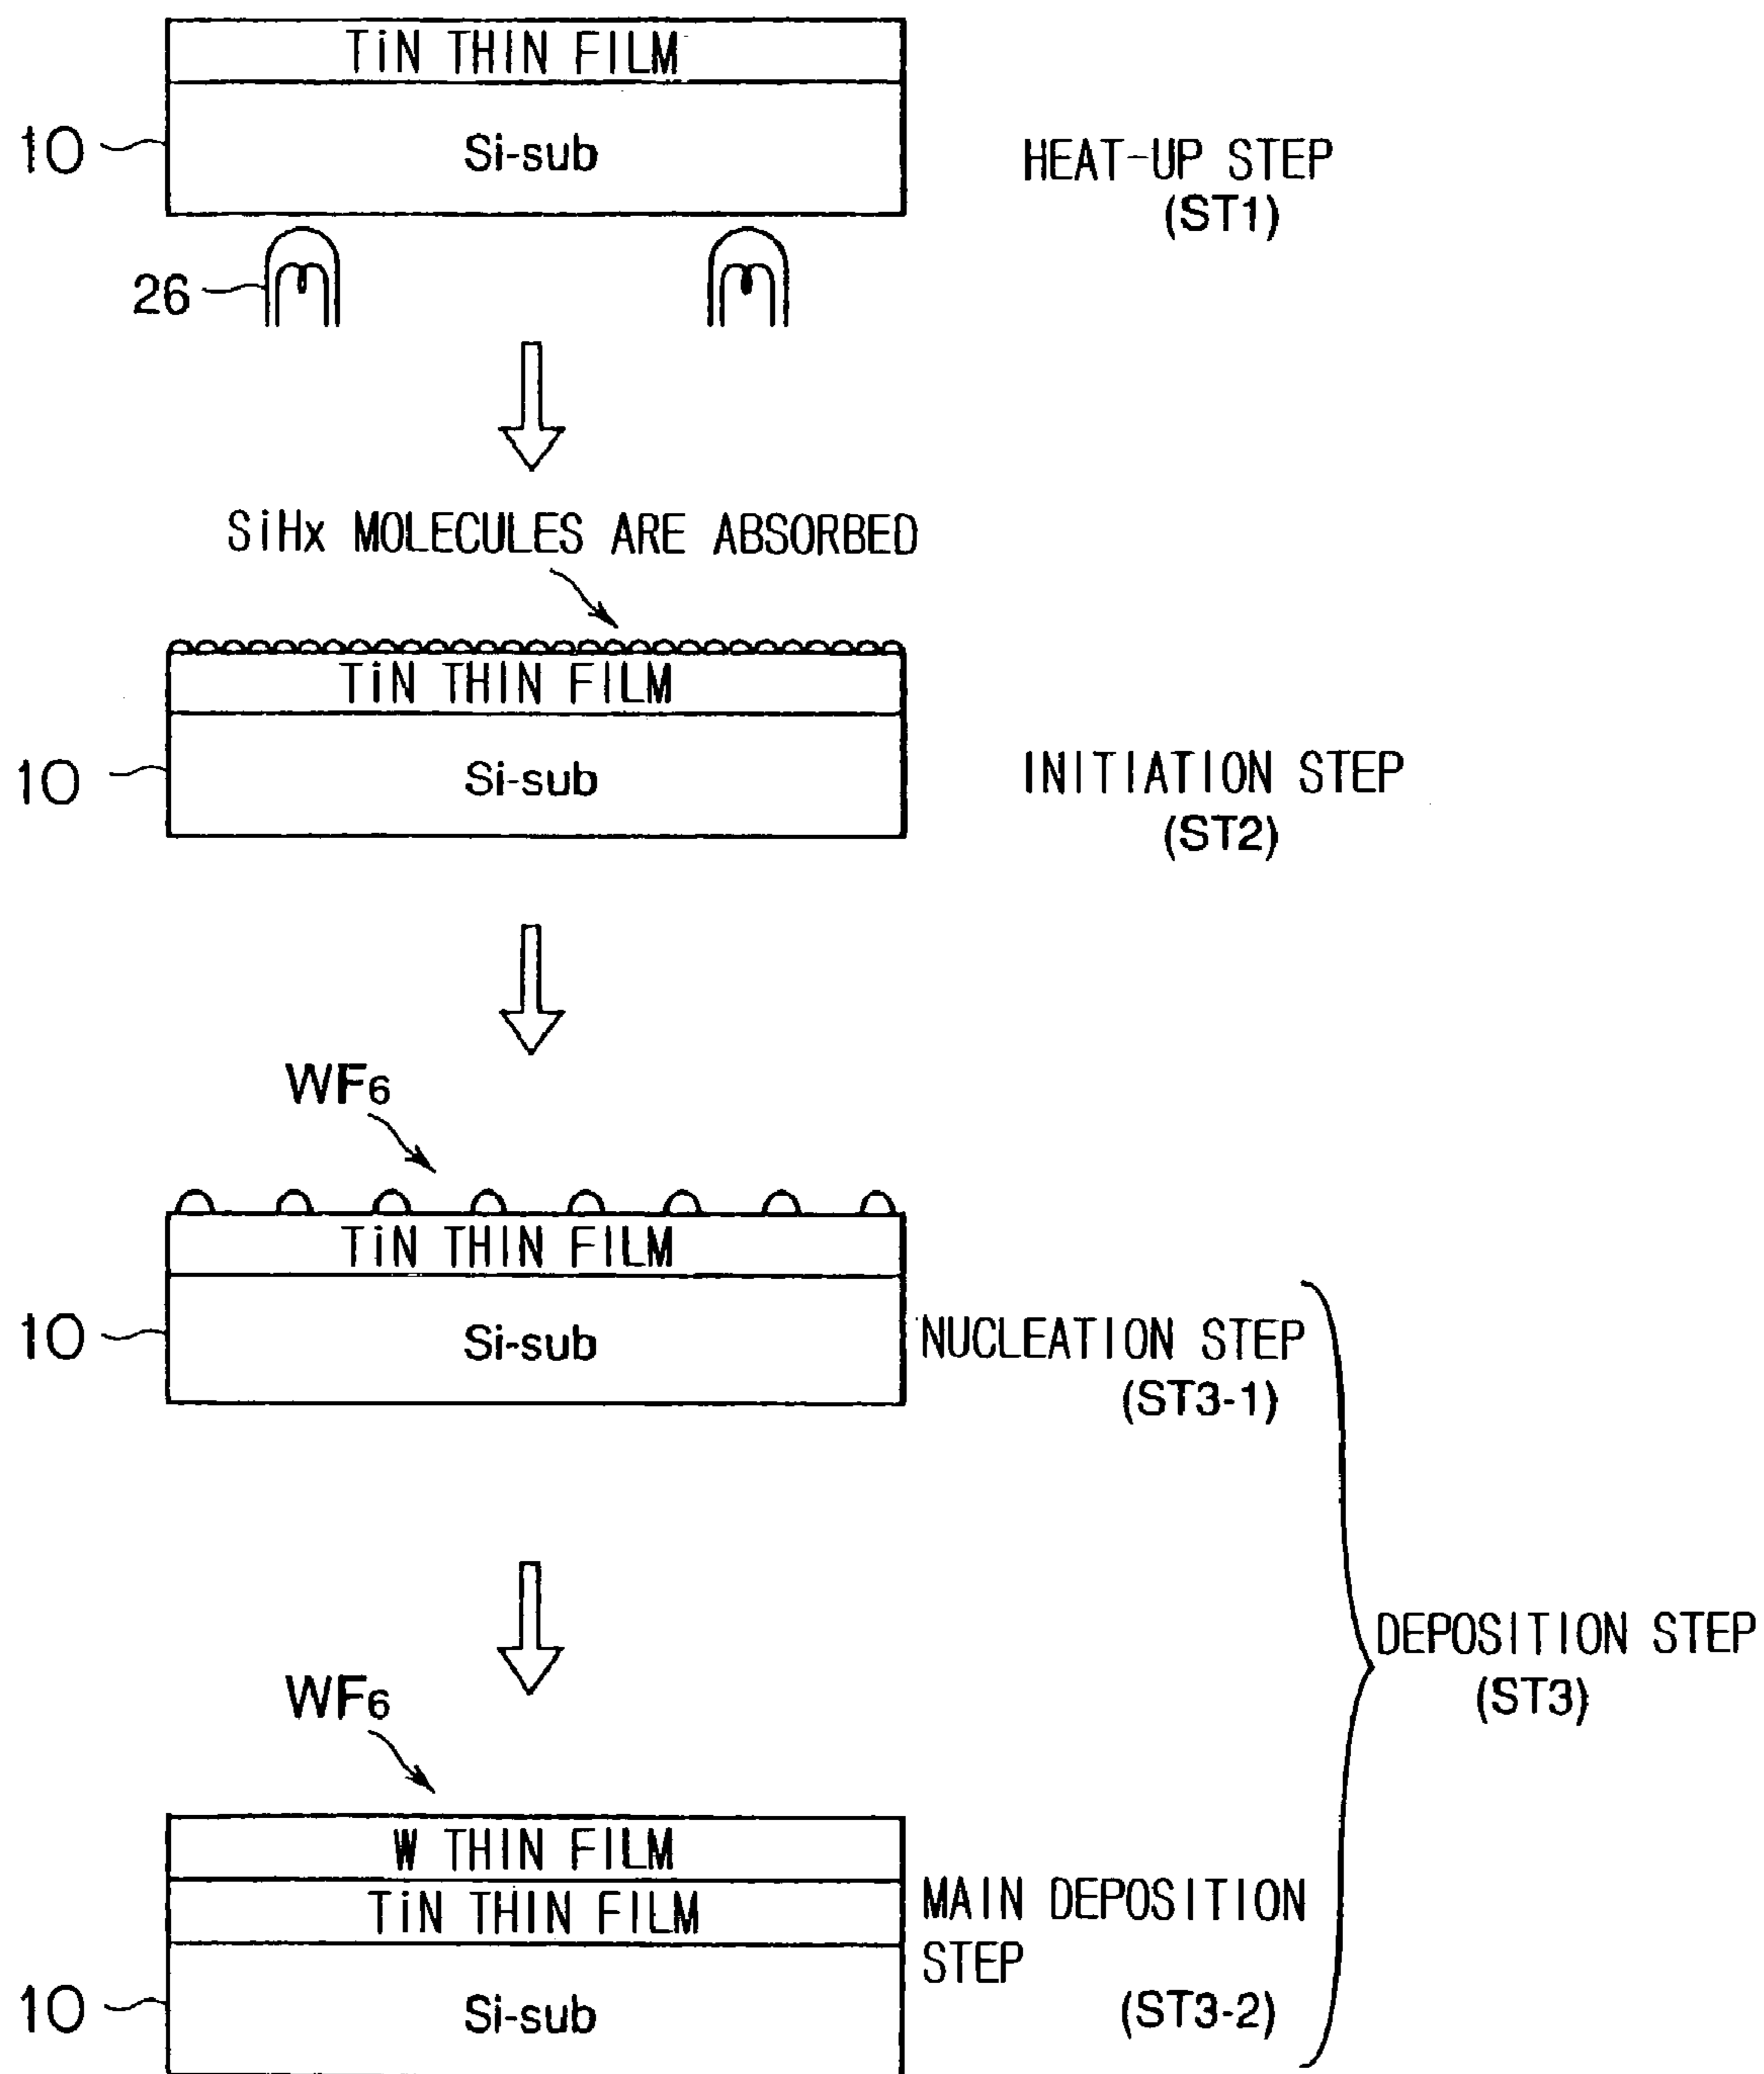 TiN THIN FILM
10
Si-sub
HEAT-UP STEP
(ST1)
26
SiHx MOLECULES ARE ABSORBED
TiN THIN FILM
10
Si-sub
INITIATION STEP
(ST2)
WF6
TiN THIN FILM
10
Si-sub
NUCLEATION STEP
(ST3-1)
DEPOSITION STEP
(ST3)
WF6
W THIN FILM
TiN THIN FILM
MAIN DEPOSITION
STEP
10
Si-sub
(ST3-2)